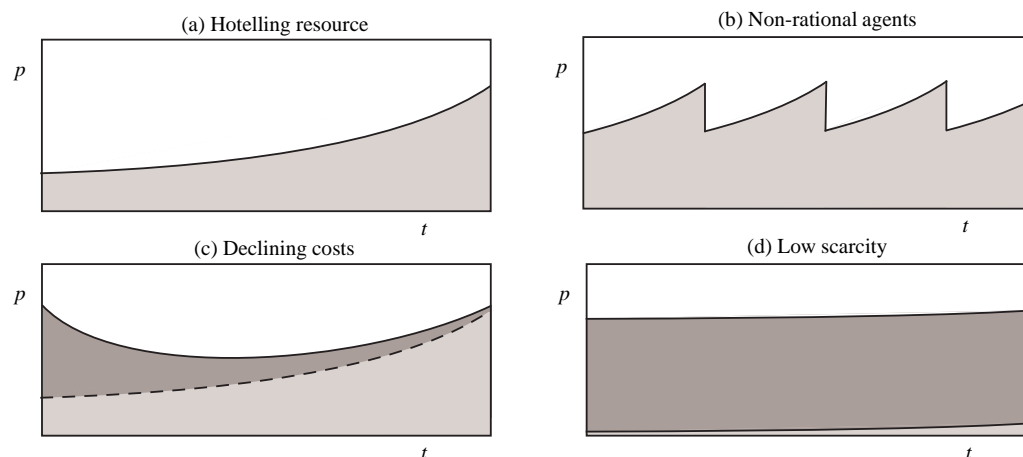 (a) Hotelling resource
(b) Non-rational agents
p
p
t
t
(c) Declining costs
(d) Low scarcity
p
p
t
t